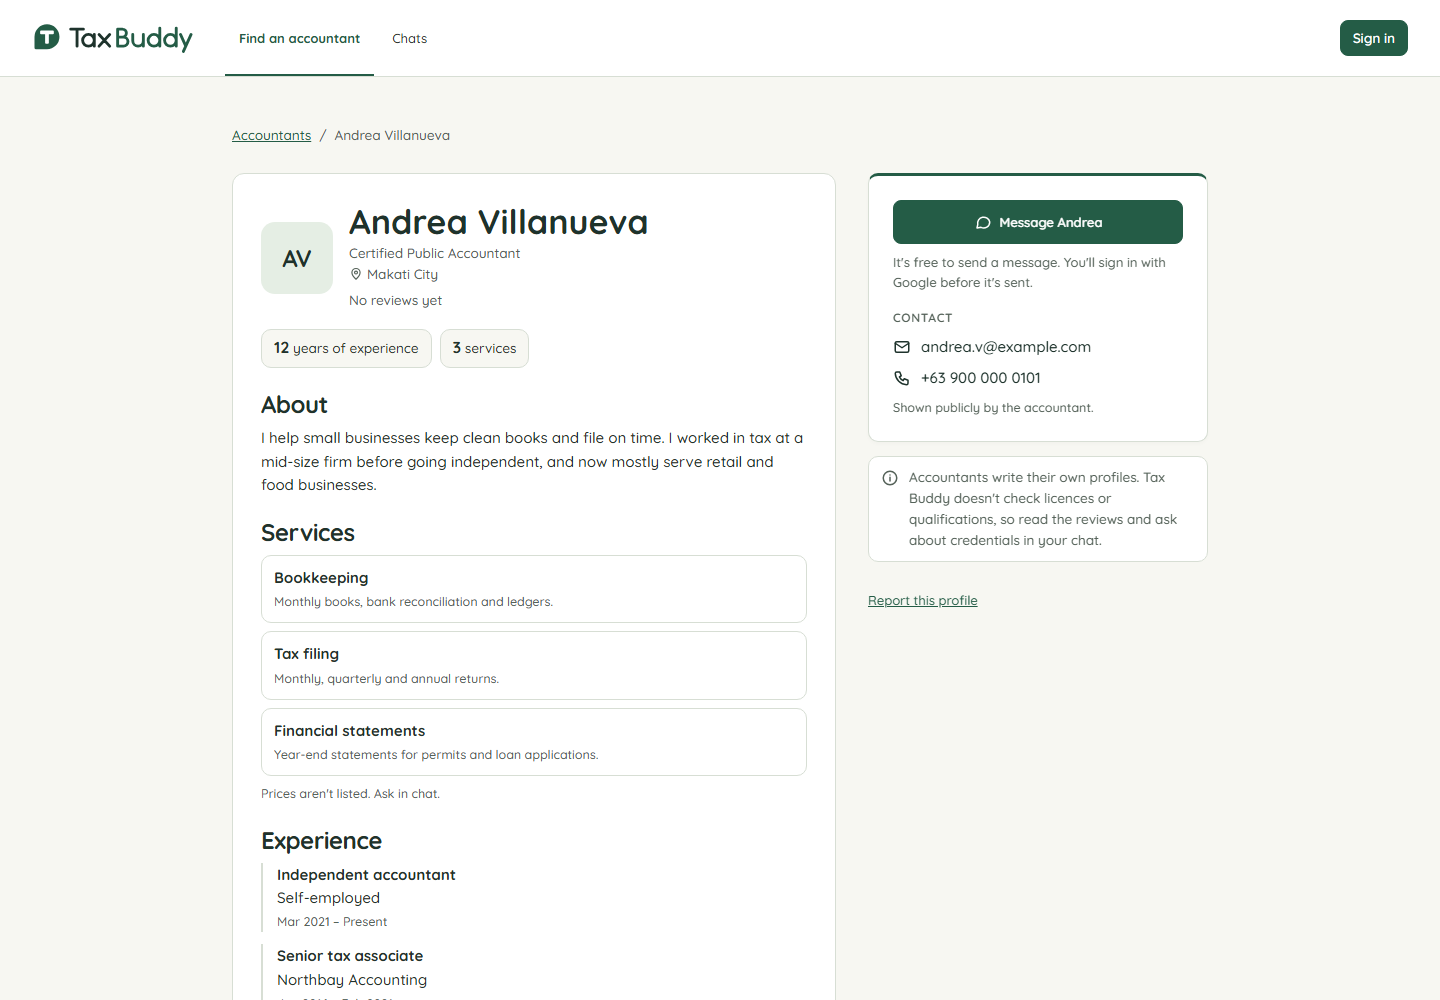 TaxBuddy
Find an accountant
Chats
Sign in
Accountants / Andrea Villanueva
AV
Andrea Villanueva
Certified Public Accountant
Makati City
No reviews yet
12 years of experience
3 services
About
I help small businesses keep clean books and file on time. I worked in tax at a
mid-size firm before going independent, and now mostly serve retail and
food businesses.
Services
Bookkeeping
Monthly books, bank reconciliation and ledgers.
Tax filing
Monthly, quarterly and annual returns.
Financial statements
Year-end statements for permits and loan applications.
Prices aren't listed. Ask in chat.
Experience
Independent accountant
Self-employed
Mar 2021 – Present
Senior tax associate
Northbay Accounting
Message Andrea
It's free to send a message. You'll sign in with
Google before it's sent.
CONTACT
andrea.v@example.com
+63 900 000 0101
Shown publicly by the accountant.
Accountants write their own profiles. Tax
Buddy doesn't check licences or
qualifications, so read the reviews and ask
about credentials in your chat.
Report this profile